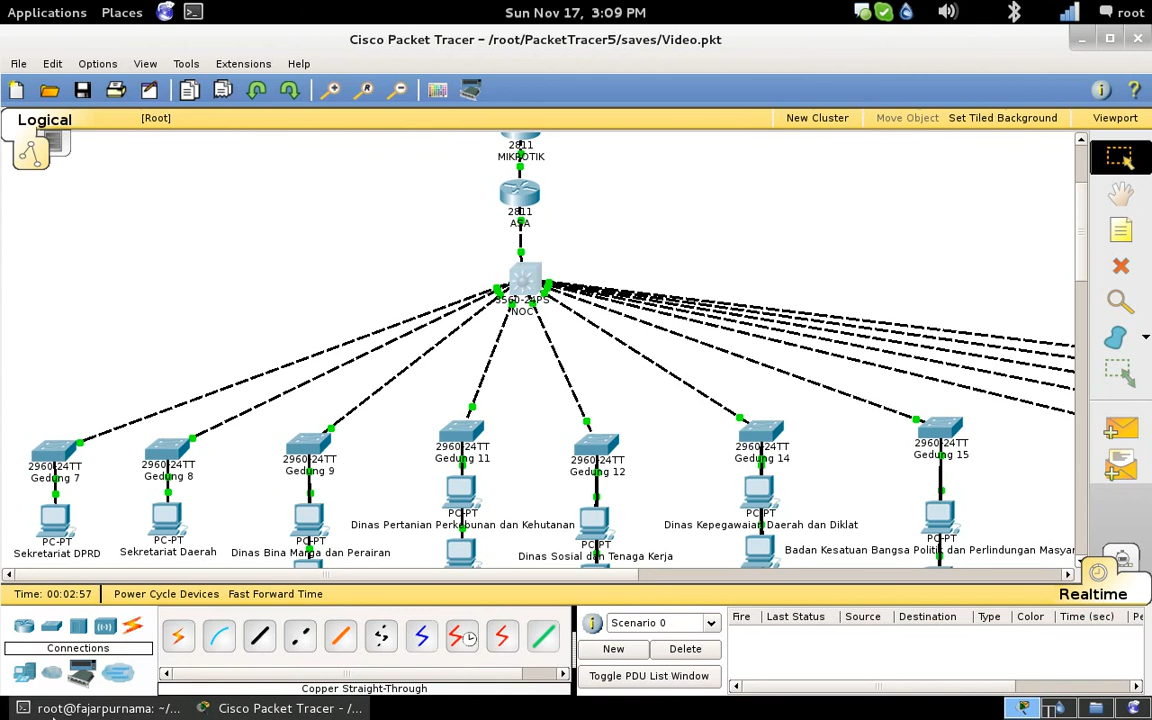 Applications Places Sun Nov 17, 3:09 PM root
Cisco Packet Tracer – /root/PacketTracer5/saves/Video.pkt
File Edit Options View Tools Extensions Help
Logical [Root] New Cluster Move Object Set Tiled Background Viewport
2811
MIKROTIK
2811
ASA
3560-24PS
NOC
2960-24TT
Gedung 7
2960-24TT
Gedung 8
2960-24TT
Gedung 9
2960-24TT
Gedung 11
2960-24TT
Gedung 12
2960-24TT
Gedung 14
2960-24TT
Gedung 15
PC-PT
Sekretariat DPRD
PC-PT
Sekretariat Daerah
PC-PT
Dinas Bina Marga dan Perairan
PC-PT
Dinas Pertanian Perkebunan dan Kehutanan
PC-PT
Dinas Sosial dan Tenaga Kerja
PC-PT
Dinas Kepegawaian Daerah dan Diklat
PC-PT
Badan Kesatuan Bangsa Politik dan Perlindungan Masyar
Time: 00:02:57 Power Cycle Devices Fast Forward Time Realtime
Connections
Copper Straight-Through
Scenario 0
New Delete
Toggle PDU List Window
Fire Last Status Source Destination Type Color Time (sec) Pe
root@fajarpurnama: ~/... Cisco Packet Tracer – /...